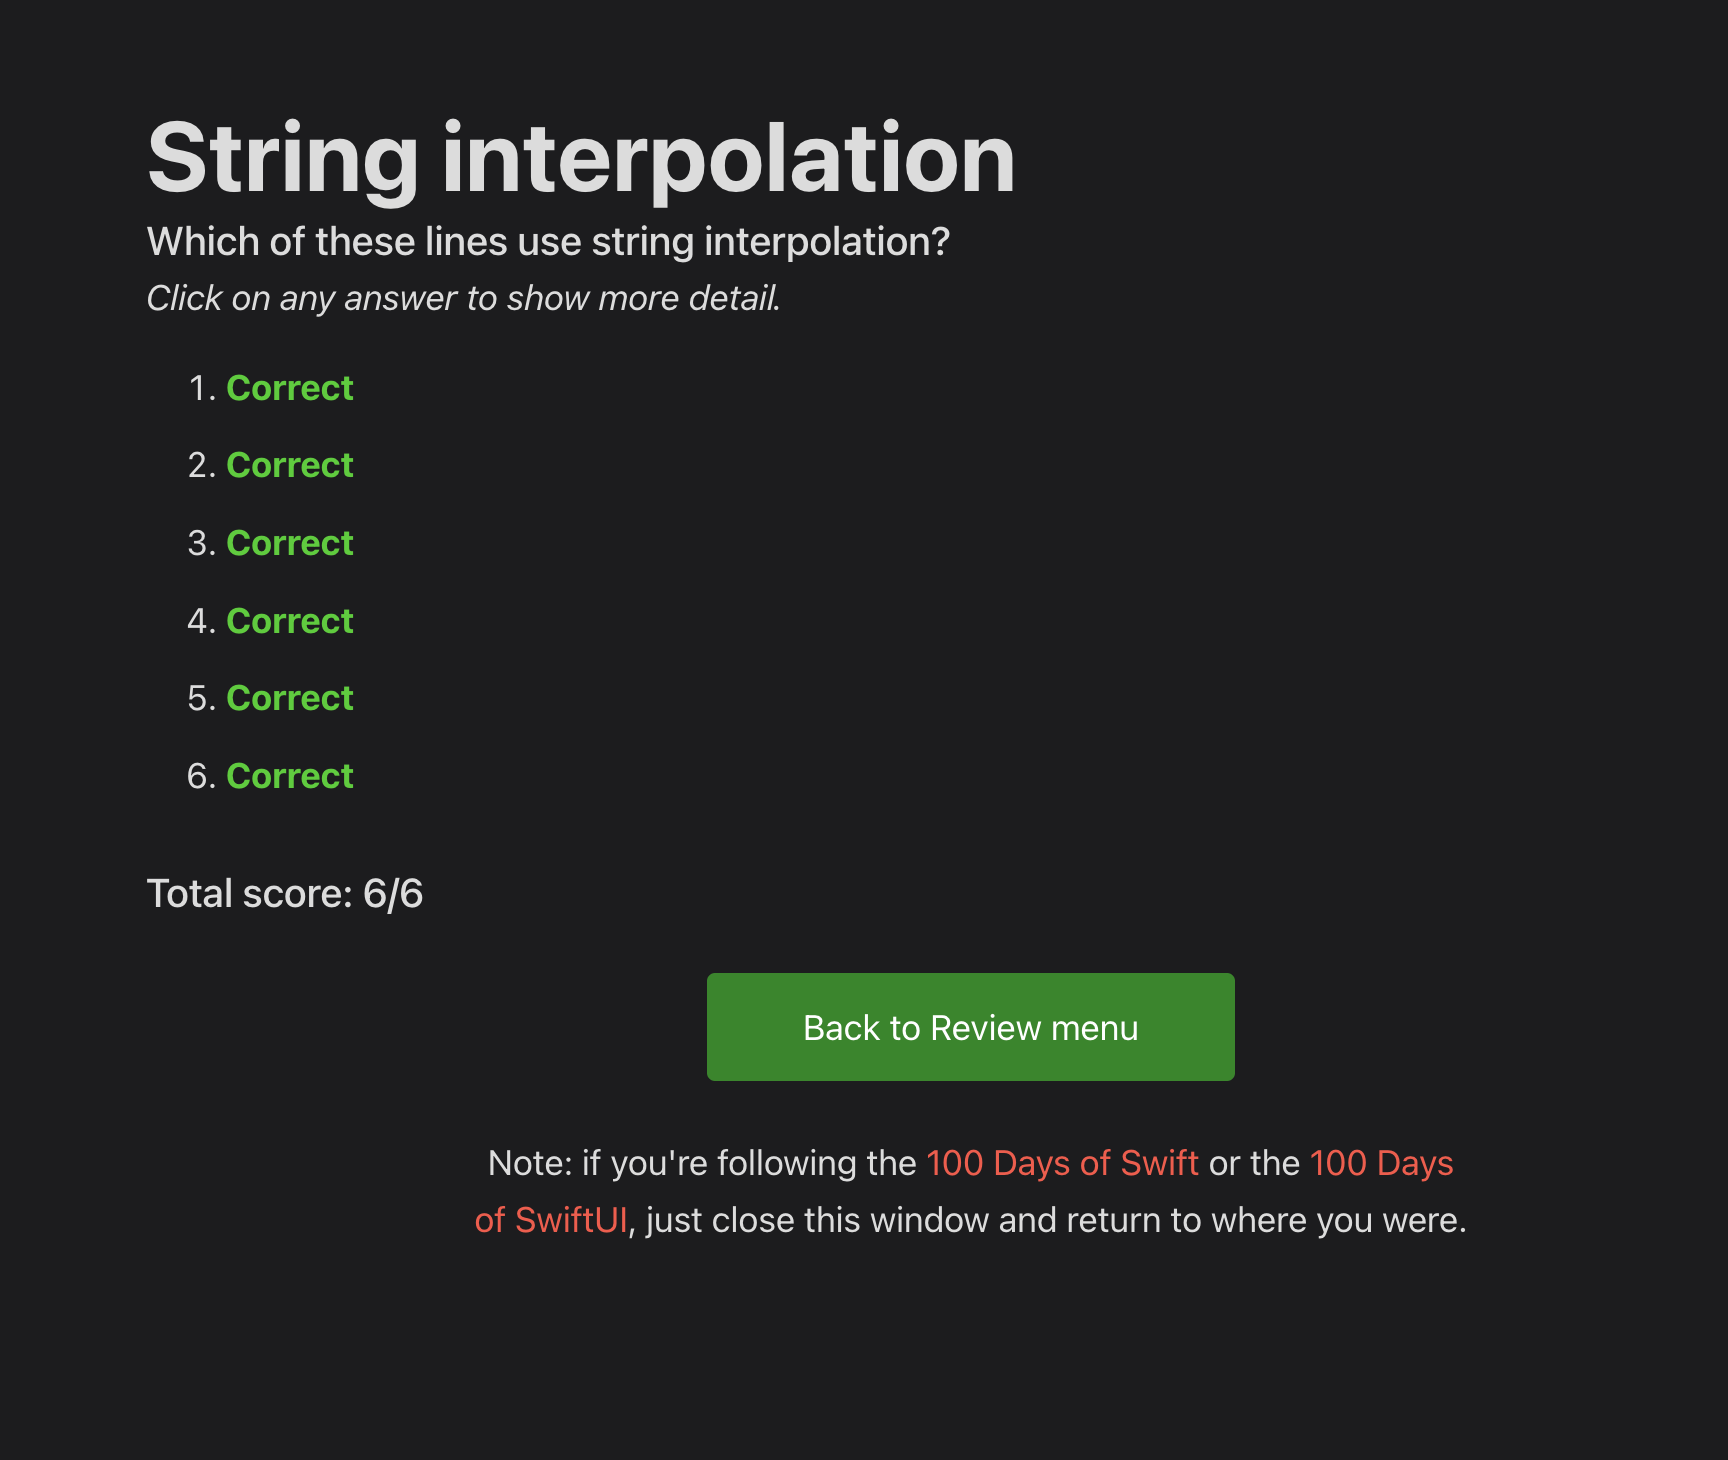 String interpolation
Which of these lines use string interpolation?
Click on any answer to show more detail.
1. Correct
2. Correct
3. Correct
4. Correct
5. Correct
6. Correct
Total score: 6/6
Back to Review menu
Note: if you're following the 100 Days of Swift or the 100 Days
of SwiftUI, just close this window and return to where you were.